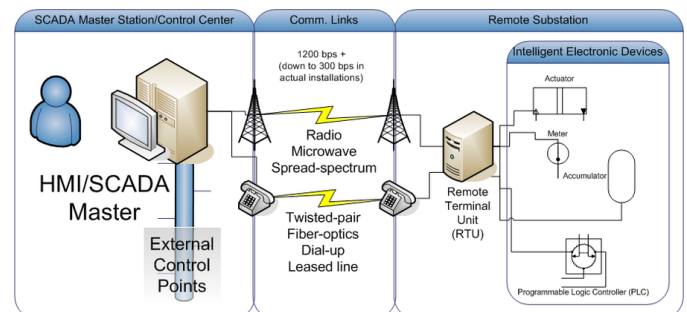 SCADA Master Station/Control Center
HMI/SCADA
Master
External
Control
Points
Comm. Links
1200 bps +
(down to 300 bps in
actual installations)
Radio
Microwave
Spread-spectrum
Twisted-pair
Fiber-optics
Dial-up
Leased line
Remote Substation
Remote
Terminal
Unit
(RTU)
Intelligent Electronic Devices
Actuator
Meter
Accumulator
Programmable Logic Controller (PLC)